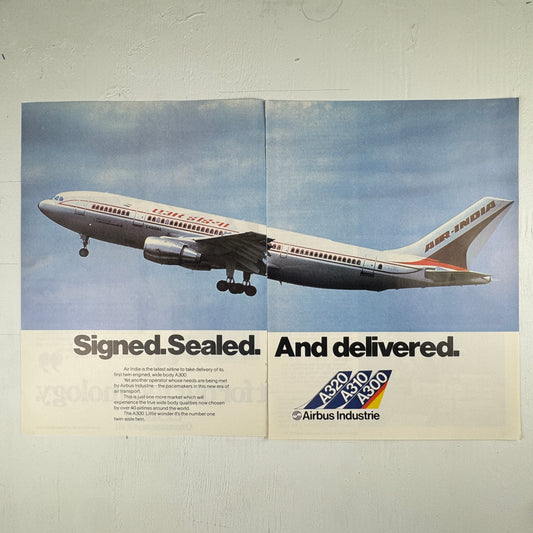 एअर इंडिया
AIR-INDIA
Signed. Sealed. And delivered.
Air India is the latest airline to take delivery of its
first twin engined, wide body A300.
Yet another operator whose needs are being met
by Airbus Industrie – the pacemakers in this new era of
air transport.
This is just one more market which will
experience the true wide body qualities now chosen
by over 40 airlines around the world.
The A300. Little wonder it's the number one
twin-aisle twin.
A320 A310 A300
Airbus Industrie